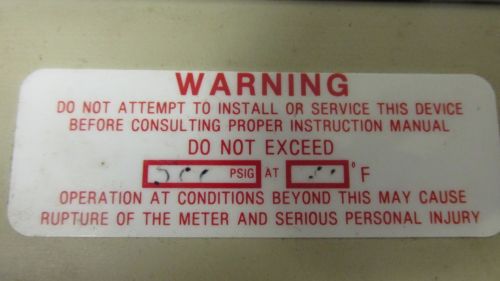 WARNING
DO NOT ATTEMPT TO INSTALL OR SERVICE THIS DEVICE
BEFORE CONSULTING PROPER INSTRUCTION MANUAL
DO NOT EXCEED
PSIG AT °F
OPERATION AT CONDITIONS BEYOND THIS MAY CAUSE
RUPTURE OF THE METER AND SERIOUS PERSONAL INJURY